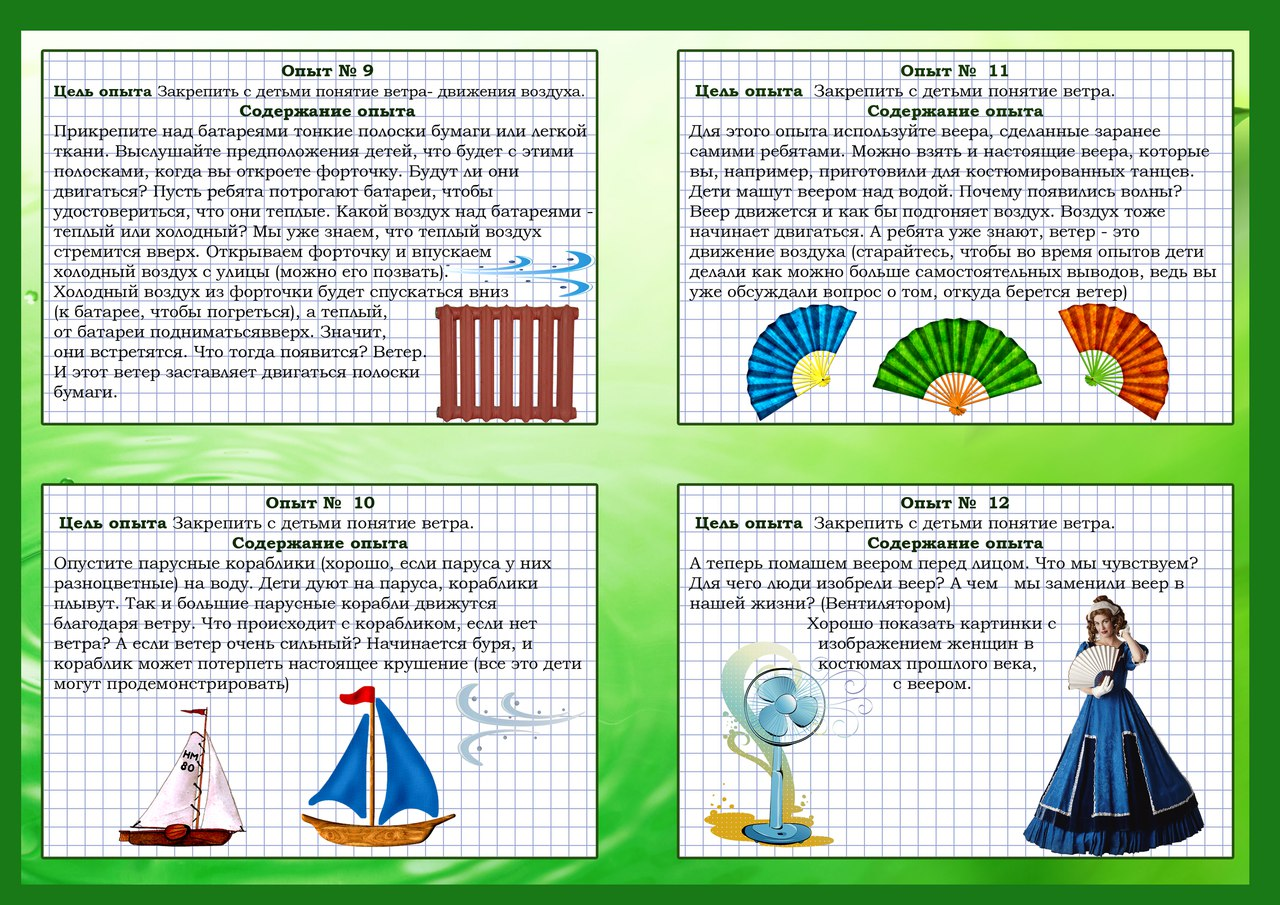 Опыт № 9
Цель опыта Закрепить с детьми понятие ветра- движения воздуха.
Содержание опыта
Прикрепите над батареями тонкие полоски бумаги или легкой
ткани. Выслушайте предположения детей, что будет с этими
полосками, когда вы откроете форточку. Будут ли они
двигаться? Пусть ребята потрогают батареи, чтобы
удостовериться, что они теплые. Какой воздух над батареями -
теплый или холодный? Мы уже знаем, что теплый воздух
стремится вверх. Открываем форточку и впускаем
холодный воздух с улицы (можно его позвать).
Холодный воздух из форточки будет спускаться вниз
(к батарее, чтобы погреться), а теплый,
от батареи подниматьсявверх. Значит,
они встретятся. Что тогда появится? Ветер.
И этот ветер заставляет двигаться полоски
бумаги.
Опыт № 11
Цель опыта Закрепить с детьми понятие ветра.
Содержание опыта
Для этого опыта используйте веера, сделанные заранее
самими ребятами. Можно взять и настоящие веера, которые
вы, например, приготовили для костюмированных танцев.
Дети машут веером над водой. Почему появились волны?
Веер движется и как бы подгоняет воздух. Воздух тоже
начинает двигаться. А ребята уже знают, ветер - это
движение воздуха (старайтесь, чтобы во время опытов дети
делали как можно больше самостоятельных выводов, ведь вы
уже обсуждали вопрос о том, откуда берется ветер)
Опыт № 10
Цель опыта Закрепить с детьми понятие ветра.
Содержание опыта
Опустите парусные кораблики (хорошо, если паруса у них
разноцветные) на воду. Дети дуют на паруса, кораблики
плывут. Так и большие парусные корабли движутся
благодаря ветру. Что происходит с корабликом, если нет
ветра? А если ветер очень сильный? Начинается буря, и
кораблик может потерпеть настоящее крушение (все это дети
могут продемонстрировать)
НМ
80
Опыт № 12
Цель опыта Закрепить с детьми понятие ветра.
Содержание опыта
А теперь помашем веером перед лицом. Что мы чувствуем?
Для чего люди изобрели веер? А чем мы заменили веер в
нашей жизни? (Вентилятором)
Хорошо показать картинки с
изображением женщин в
костюмах прошлого века,
с веером.